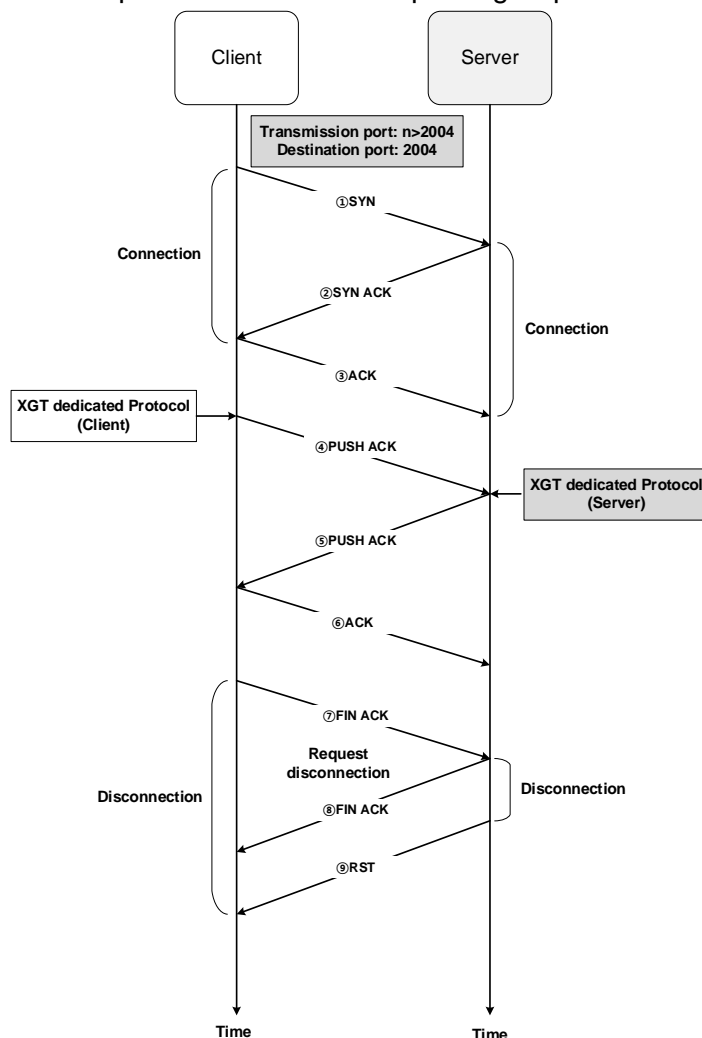 Client
Server
Transmission port: n>2004
Destination port: 2004
①SYN
Connection
②SYN ACK
Connection
③ACK
XGT dedicated Protocol
(Client)
④PUSH ACK
XGT dedicated Protocol
(Server)
⑤PUSH ACK
⑥ACK
⑦FIN ACK
Request
disconnection
Disconnection
Disconnection
⑧FIN ACK
⑨RST
Time
Time